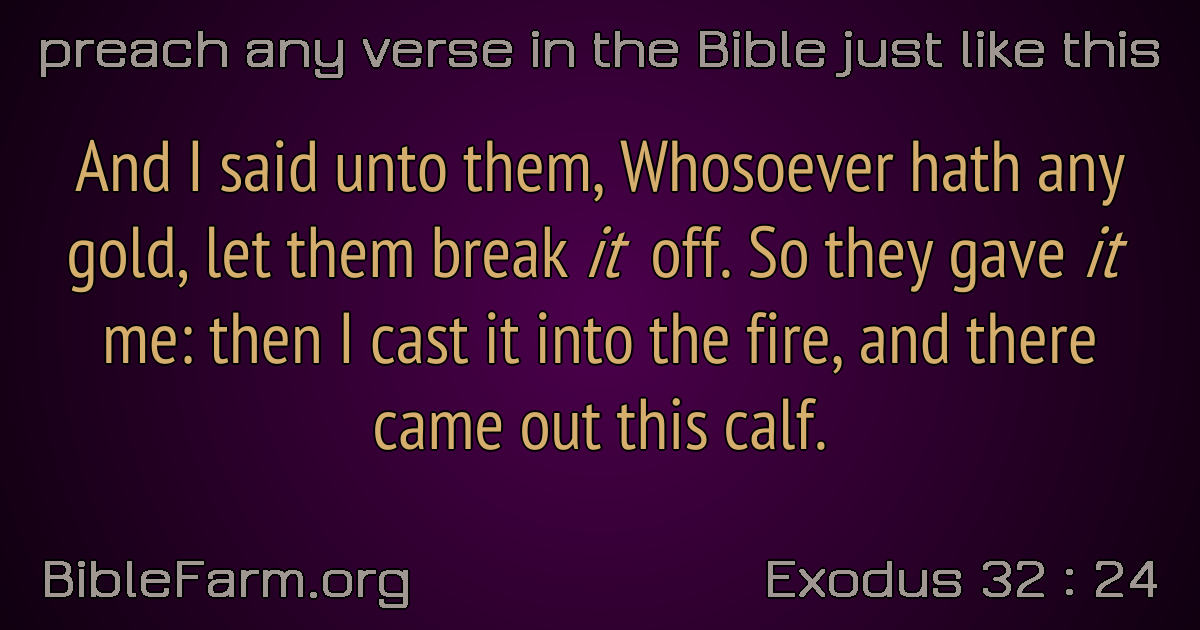 preach any verse in the Bible just like this
And I said unto them, Whosoever hath any
gold, let them break it off. So they gave it
me: then I cast it into the fire, and there
came out this calf.
BibleFarm.org
Exodus 32 : 24